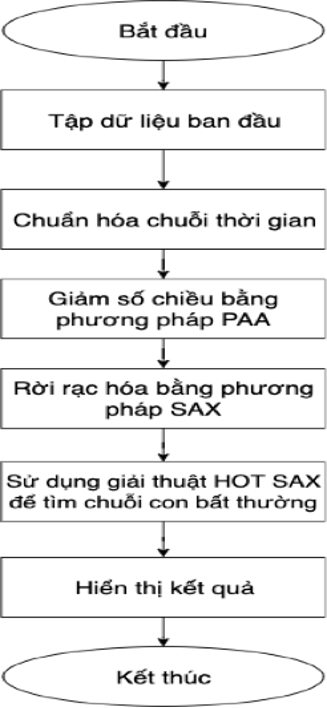 Bắt đầu
Tập dữ liệu ban đầu
Chuẩn hóa chuỗi thời gian
Giảm số chiều bằng
phương pháp PAA
Rời rạc hóa bằng phương
pháp SAX
Sử dụng giải thuật HOT SAX
để tìm chuỗi con bất thường
Hiển thị kết quả
Kết thúc